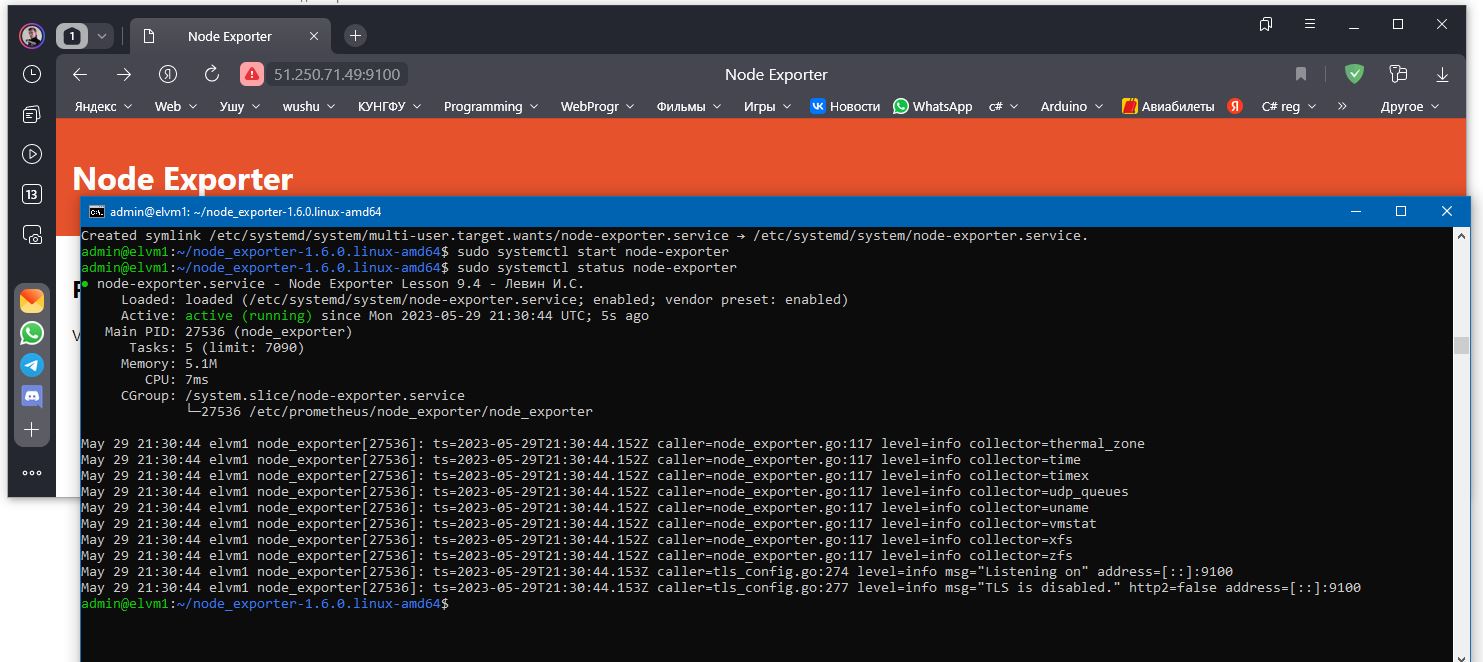 1
Node Exporter
51.250.71.49:9100
Node Exporter
Яндекс Web Ушу wushu КУНГФУ Programming WebProgr Фильмы Игры Новости WhatsApp c# Arduino Авиабилеты Я C# reg » Другое
13
Node Exporter
admin@elvm1: ~/node_exporter-1.6.0.linux-amd64
Created symlink /etc/systemd/system/multi-user.target.wants/node-exporter.service → /etc/systemd/system/node-exporter.service.
admin@elvm1:~/node_exporter-1.6.0.linux-amd64$ sudo systemctl start node-exporter
admin@elvm1:~/node_exporter-1.6.0.linux-amd64$ sudo systemctl status node-exporter
● node-exporter.service - Node Exporter Lesson 9.4 - Левин И.С.
Loaded: loaded (/etc/systemd/system/node-exporter.service; enabled; vendor preset: enabled)
Active: active (running) since Mon 2023-05-29 21:30:44 UTC; 5s ago
Main PID: 27536 (node_exporter)
Tasks: 5 (limit: 7090)
Memory: 5.1M
CPU: 7ms
CGroup: /system.slice/node-exporter.service
└─27536 /etc/prometheus/node_exporter/node_exporter
May 29 21:30:44 elvm1 node_exporter[27536]: ts=2023-05-29T21:30:44.152Z caller=node_exporter.go:117 level=info collector=thermal_zone
May 29 21:30:44 elvm1 node_exporter[27536]: ts=2023-05-29T21:30:44.152Z caller=node_exporter.go:117 level=info collector=time
May 29 21:30:44 elvm1 node_exporter[27536]: ts=2023-05-29T21:30:44.152Z caller=node_exporter.go:117 level=info collector=timex
May 29 21:30:44 elvm1 node_exporter[27536]: ts=2023-05-29T21:30:44.152Z caller=node_exporter.go:117 level=info collector=udp_queues
May 29 21:30:44 elvm1 node_exporter[27536]: ts=2023-05-29T21:30:44.152Z caller=node_exporter.go:117 level=info collector=uname
May 29 21:30:44 elvm1 node_exporter[27536]: ts=2023-05-29T21:30:44.152Z caller=node_exporter.go:117 level=info collector=vmstat
May 29 21:30:44 elvm1 node_exporter[27536]: ts=2023-05-29T21:30:44.152Z caller=node_exporter.go:117 level=info collector=xfs
May 29 21:30:44 elvm1 node_exporter[27536]: ts=2023-05-29T21:30:44.152Z caller=node_exporter.go:117 level=info collector=zfs
May 29 21:30:44 elvm1 node_exporter[27536]: ts=2023-05-29T21:30:44.153Z caller=tls_config.go:274 level=info msg="Listening on" address=[::]:9100
May 29 21:30:44 elvm1 node_exporter[27536]: ts=2023-05-29T21:30:44.153Z caller=tls_config.go:277 level=info msg="TLS is disabled." http2=false address=[::]:9100
admin@elvm1:~/node_exporter-1.6.0.linux-amd64$